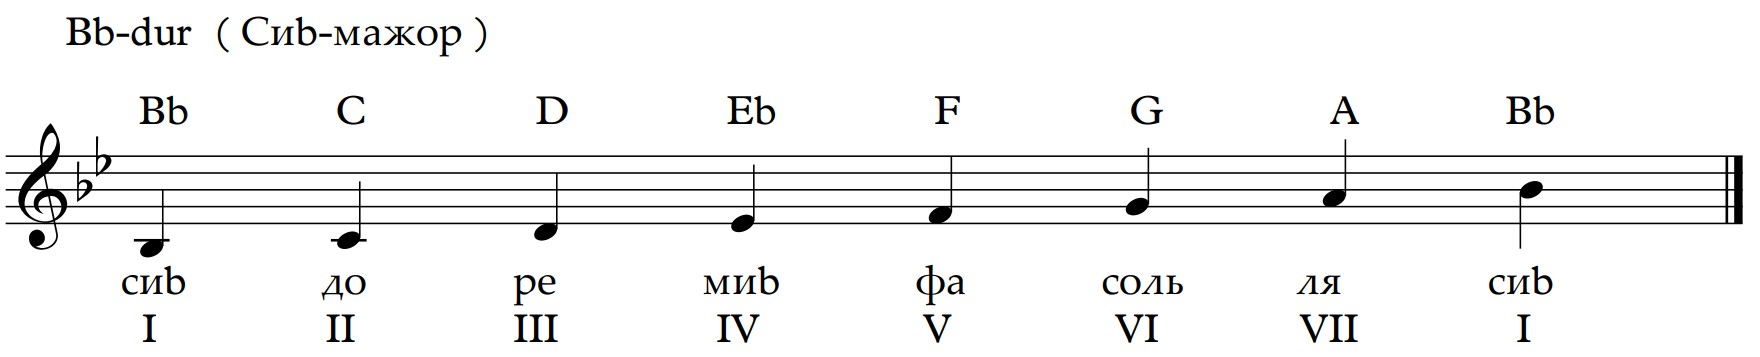 Bb-dur ( Сиb-мажор )
Bb C D Eb F G A Bb
сиb до ре миb фа соль ля сиb
I II III IV V VI VII I